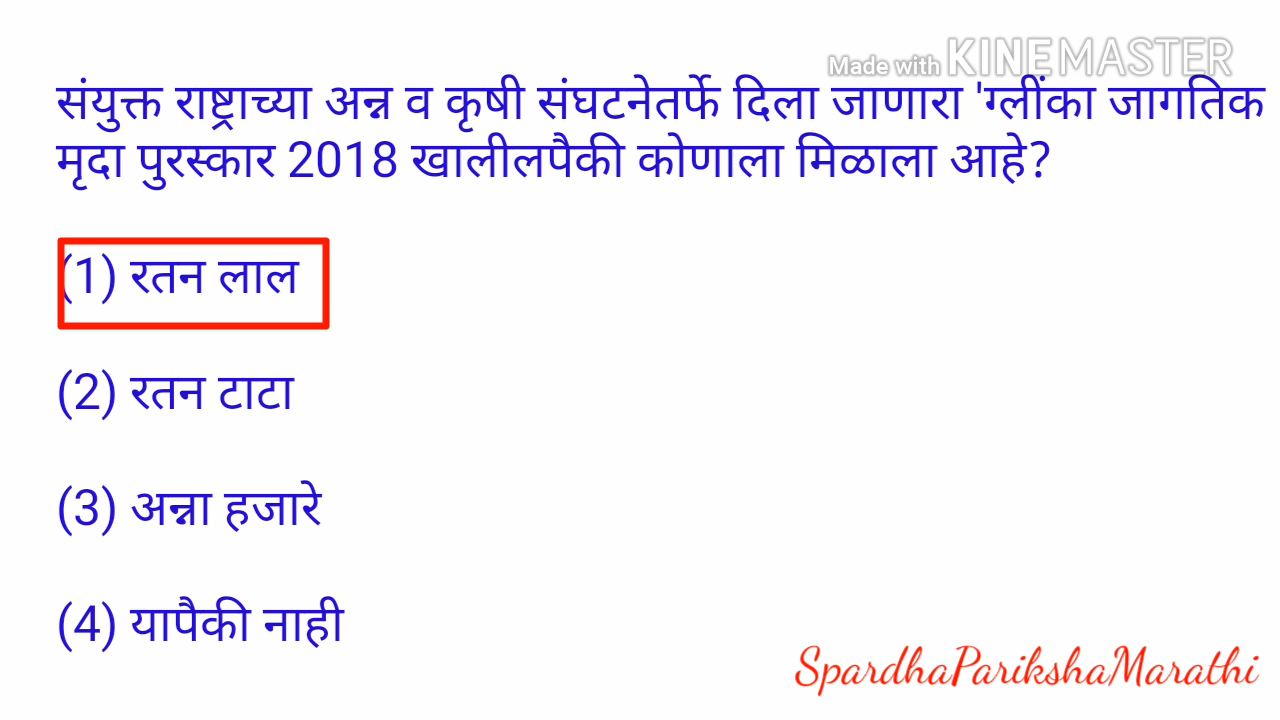 Made with KINEMASTER
संयुक्त राष्ट्राच्या अन्न व कृषी संघटनेतर्फे दिला जाणारा 'ग्लींका जागतिक
मृदा पुरस्कार 2018 खालीलपैकी कोणाला मिळाला आहे?
(1) रतन लाल
(2) रतन टाटा
(3) अन्ना हजारे
(4) यापैकी नाही
SpardhaParikshaMarathi